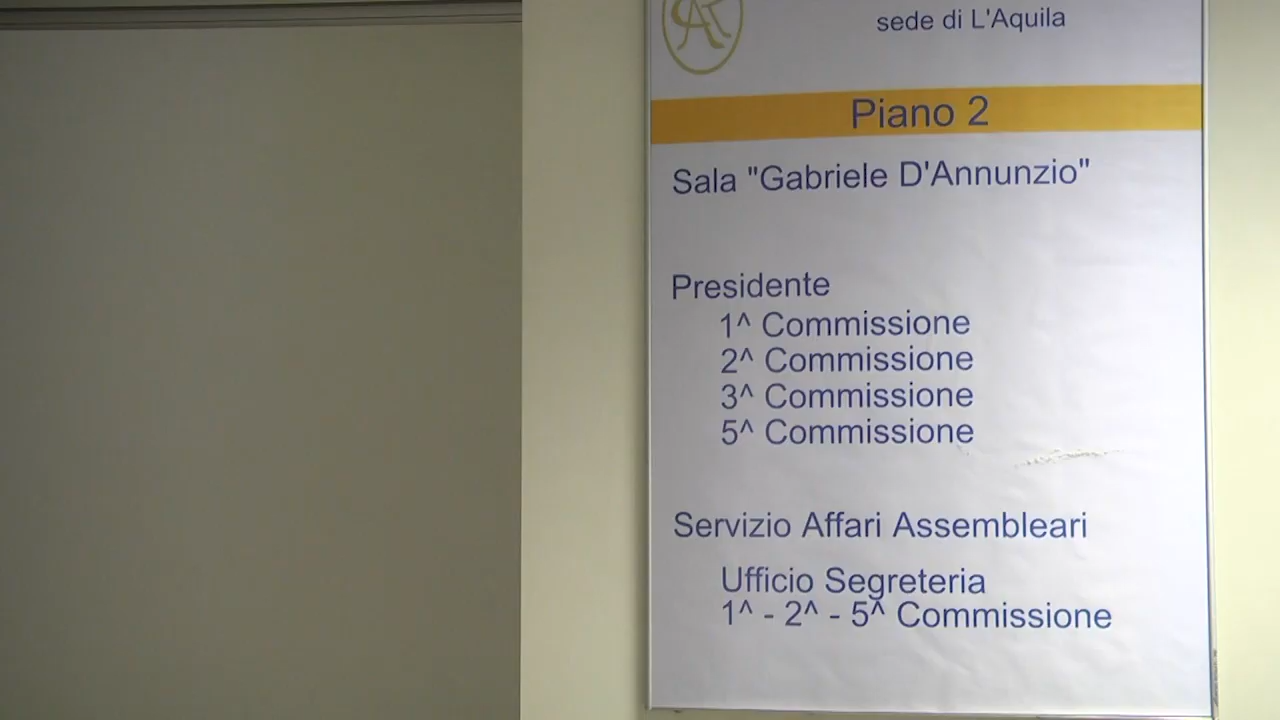 sede di L'Aquila
Piano 2
Sala "Gabriele D'Annunzio"
Presidente
1^ Commissione
2^ Commissione
3^ Commissione
5^ Commissione
Servizio Affari Assembleari
Ufficio Segreteria
1^ - 2^ - 5^ Commissione